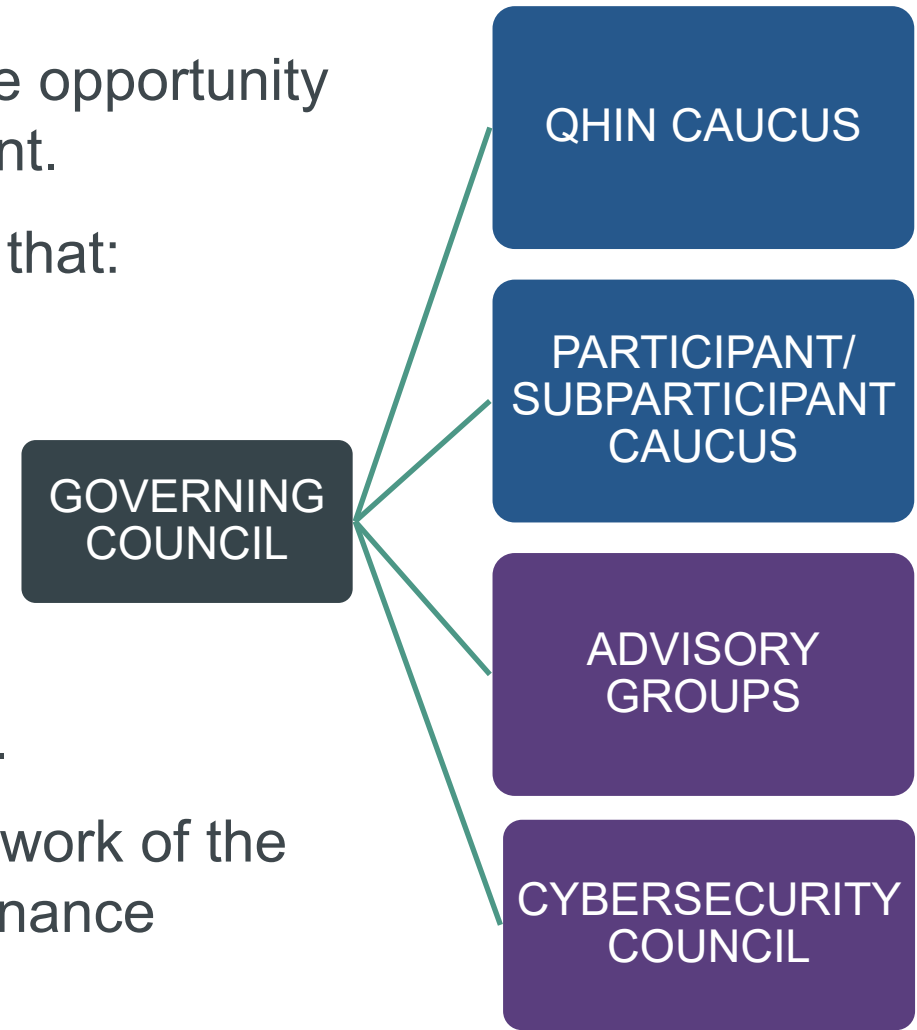 e opportunity
nt.
that:
.
work of the
nance
GOVERNING
COUNCIL
QHIN CAUCUS
PARTICIPANT/
SUBPARTICIPANT
CAUCUS
ADVISORY
GROUPS
CYBERSECURITY
COUNCIL